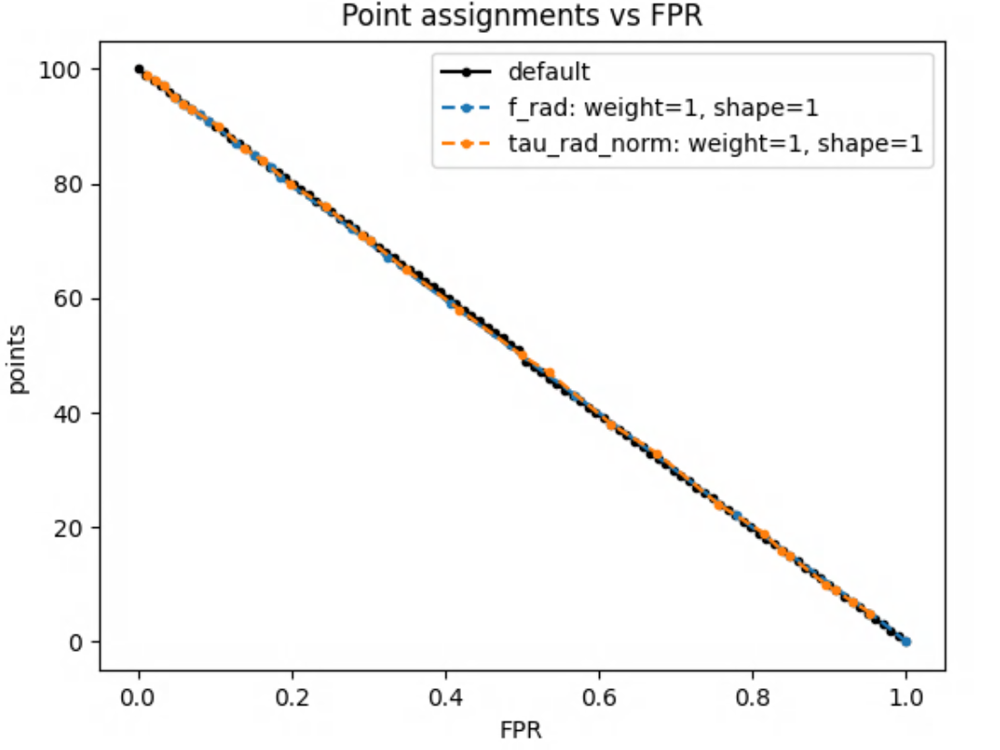 Point assignments vs FPR
default
f_rad: weight=1, shape=1
tau_rad_norm: weight=1, shape=1
100
80
60
40
20
0
points
0.0 0.2 0.4 0.6 0.8 1.0
FPR